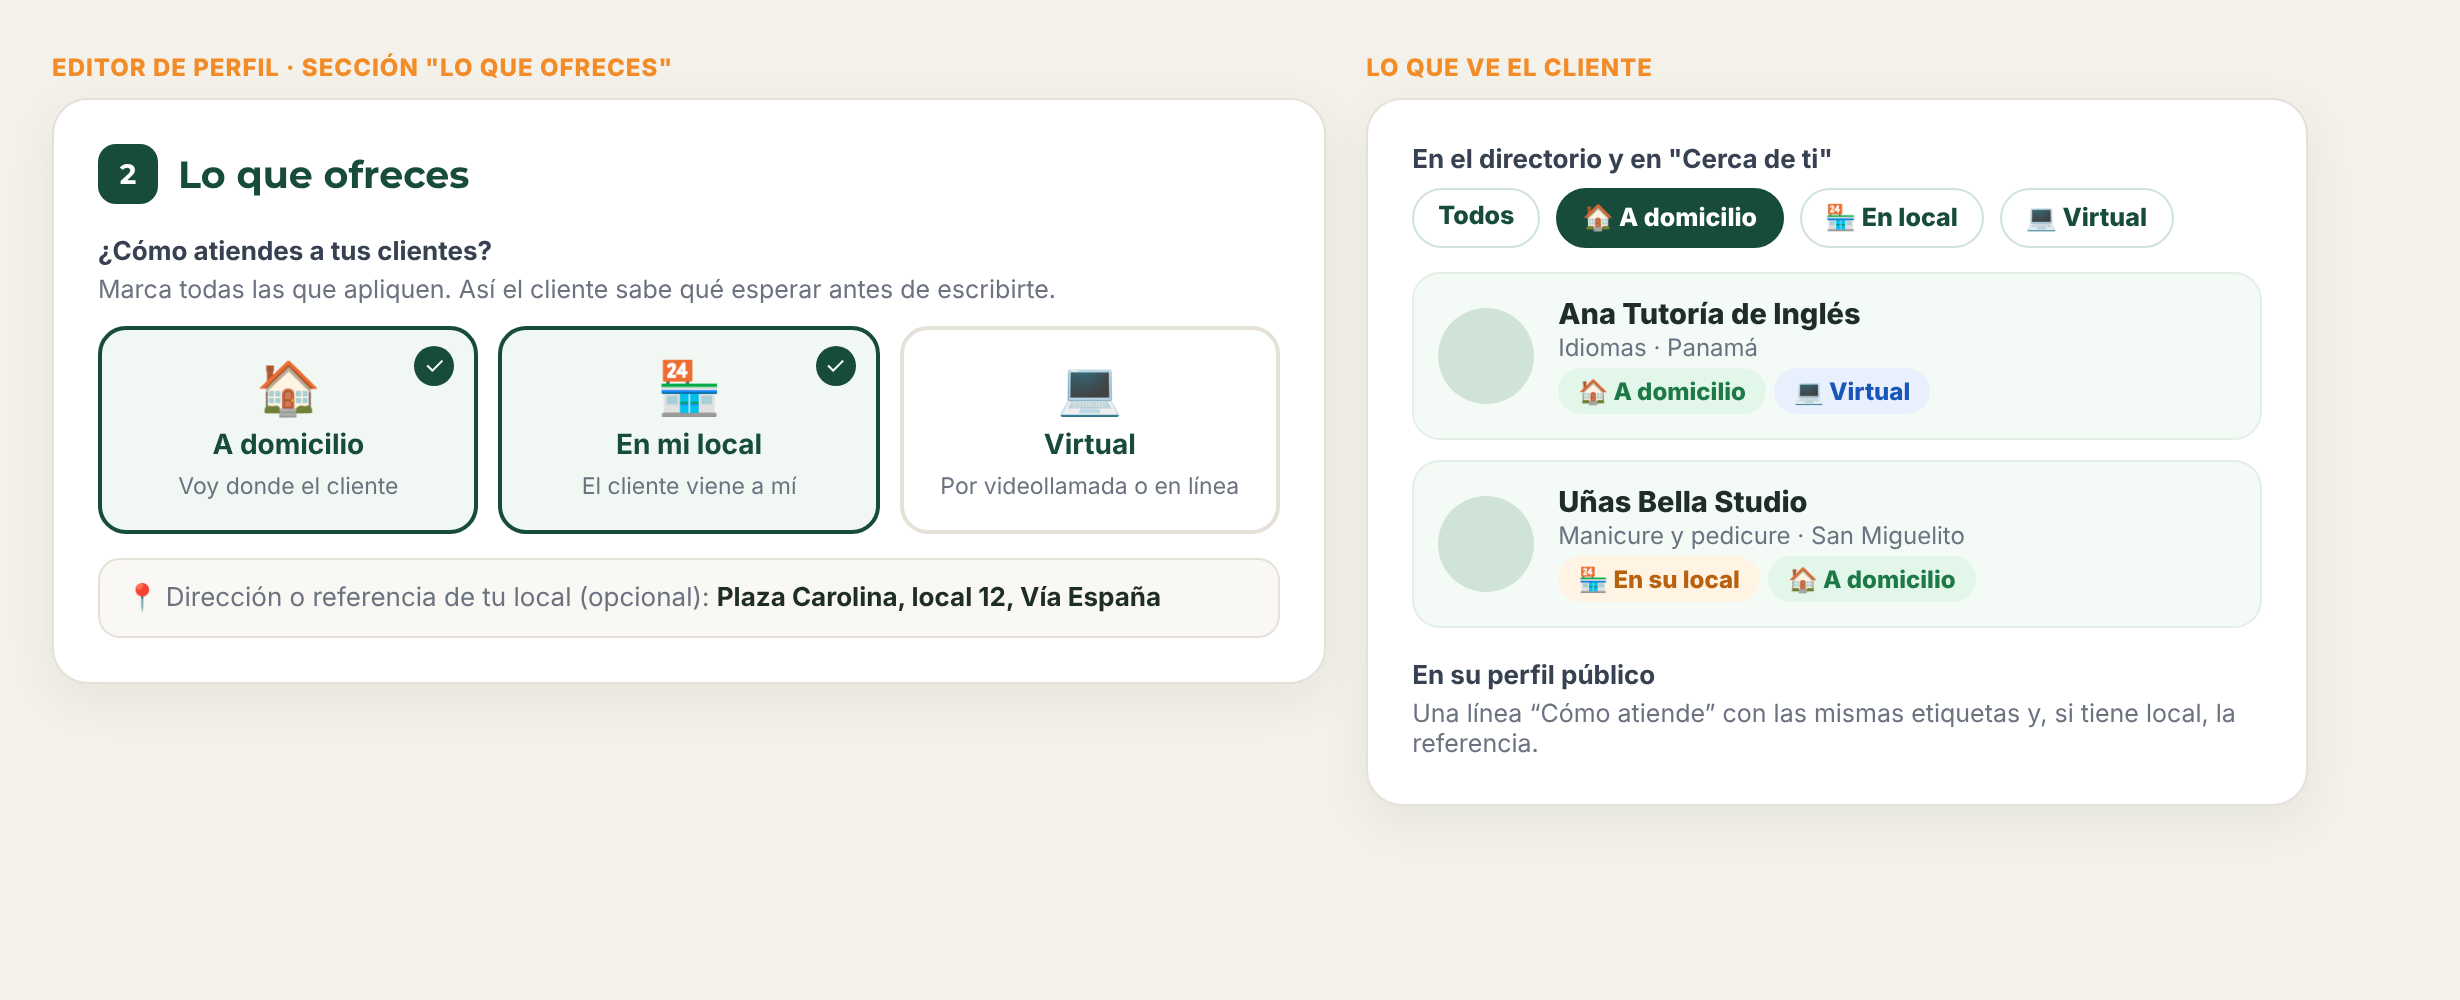 EDITOR DE PERFIL · SECCIÓN "LO QUE OFRECES"
2 Lo que ofreces
¿Cómo atiendes a tus clientes?
Marca todas las que apliquen. Así el cliente sabe qué esperar antes de escribirte.
A domicilio
Voy donde el cliente
En mi local
El cliente viene a mí
Virtual
Por videollamada o en línea
Dirección o referencia de tu local (opcional): Plaza Carolina, local 12, Vía España
LO QUE VE EL CLIENTE
En el directorio y en "Cerca de ti"
Todos A domicilio En local Virtual
Ana Tutoría de Inglés
Idiomas · Panamá
A domicilio Virtual
Uñas Bella Studio
Manicure y pedicure · San Miguelito
En su local A domicilio
En su perfil público
Una línea “Cómo atiende” con las mismas etiquetas y, si tiene local, la
referencia.